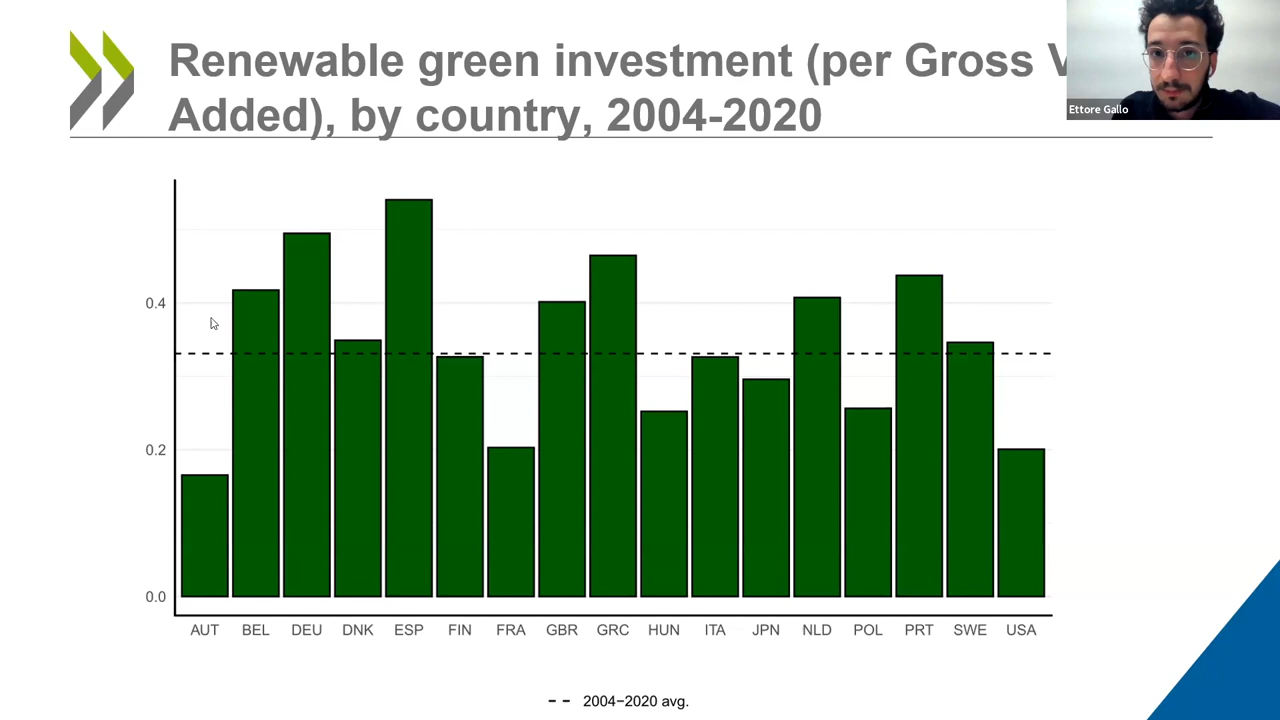 Renewable green investment (per Gross
Added), by country, 2004-2020
Ettore Gallo
0.4
0.2
0.0
AUT BEL DEU DNK ESP FIN FRA GBR GRC HUN ITA JPN NLD POL PRT SWE USA
2004−2020 avg.